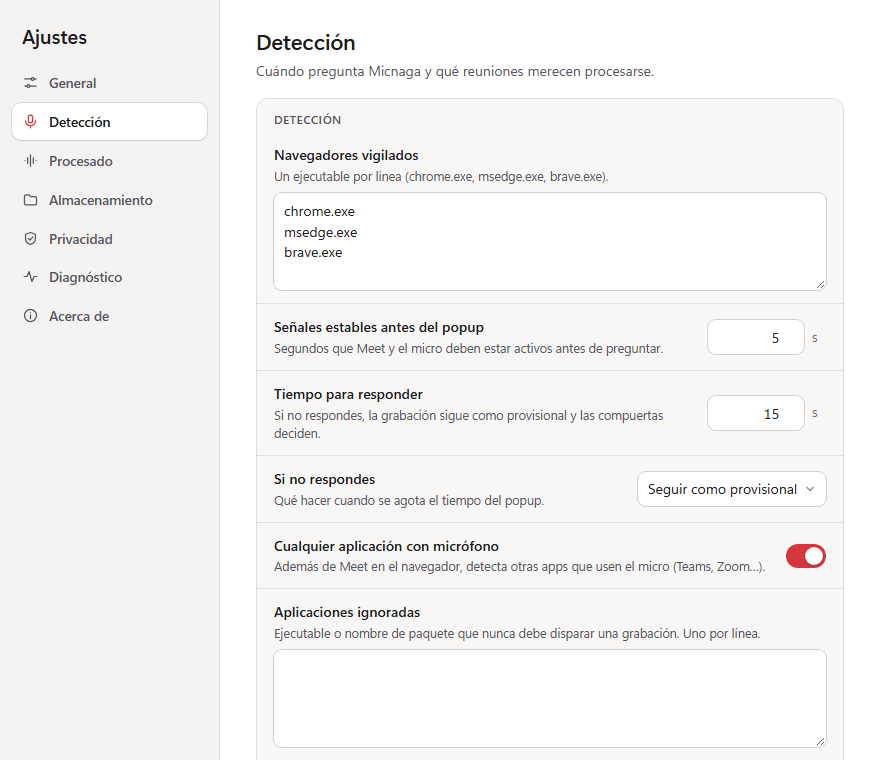 Ajustes
General
Detección
Procesado
Almacenamiento
Privacidad
Diagnóstico
Acerca de
Detección
Cuándo pregunta Micnaga y qué reuniones merecen procesarse.
DETECCIÓN
Navegadores vigilados
Un ejecutable por línea (chrome.exe, msedge.exe, brave.exe).
chrome.exe
msedge.exe
brave.exe
Señales estables antes del popup
Segundos que Meet y el micro deben estar activos antes de preguntar.
5 s
Tiempo para responder
Si no respondes, la grabación sigue como provisional y las compuertas
deciden.
15 s
Si no respondes
Qué hacer cuando se agota el tiempo del popup.
Seguir como provisional
Cualquier aplicación con micrófono
Además de Meet en el navegador, detecta otras apps que usen el micro (Teams, Zoom...).
Aplicaciones ignoradas
Ejecutable o nombre de paquete que nunca debe disparar una grabación. Uno por línea.